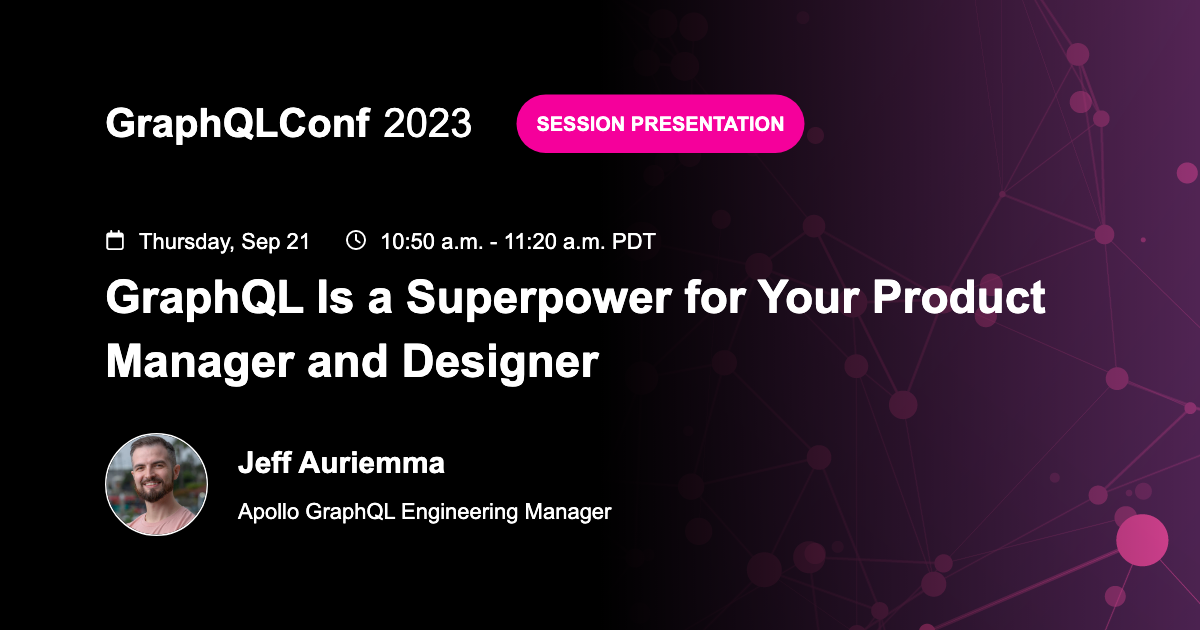 GraphQLConf 2023
SESSION PRESENTATION
Thursday, Sep 21
10:50 a.m. - 11:20 a.m. PDT
GraphQL Is a Superpower for Your Product
Manager and Designer
Jeff Auriemma
Apollo GraphQL Engineering Manager